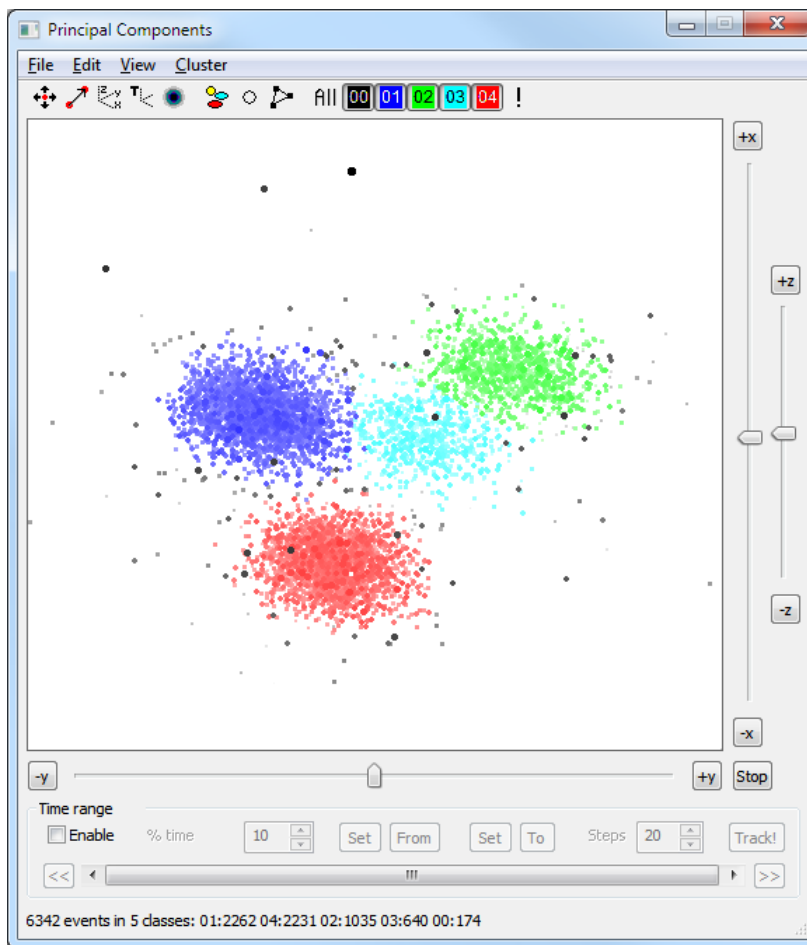 Principal Components
File Edit View Cluster
All 00 01 02 03 04 !
+x
+z
-z
-x
-y +y Stop
Time range
Enable % time 10 Set From Set To Steps 20 Track!
<< >>
6342 events in 5 classes: 01:2262 04:2231 02:1035 03:640 00:174